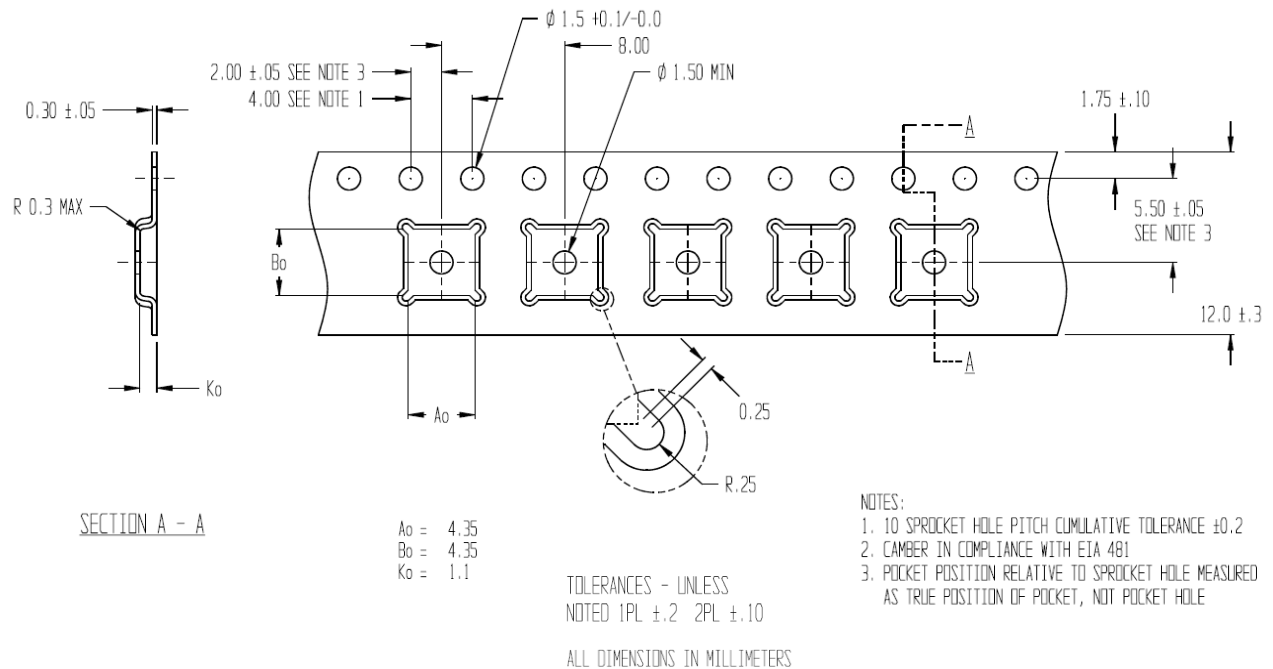 Ø 1.5 +0.1/-0.0
8.00
2.00 ±.05 SEE NOTE 3
Ø 1.50 MIN
4.00 SEE NOTE 1
0.30 ±.05
1.75 ±.10
A
R 0.3 MAX
5.50 ±.05
SEE NOTE 3
Bo
12.0 ±.3
A
Ko
Ao
0.25
R.25
SECTION A - A
Ao = 4.35
Bo = 4.35
Ko = 1.1
NOTES:
1. 10 SPROCKET HOLE PITCH CUMULATIVE TOLERANCE ±0.2
2. CAMBER IN COMPLIANCE WITH EIA 481
3. POCKET POSITION RELATIVE TO SPROCKET HOLE MEASURED
AS TRUE POSITION OF POCKET, NOT POCKET HOLE
TOLERANCES - UNLESS
NOTED 1PL ±.2 2PL ±.10
ALL DIMENSIONS IN MILLIMETERS